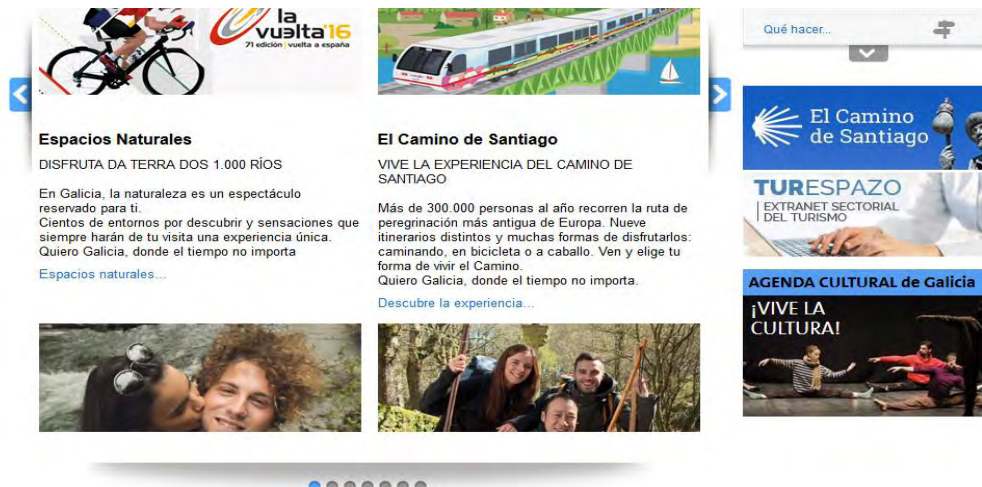 la
vuelta'16
71 edición vuelta a españa
Espacios Naturales
DISFRUTA DA TERRA DOS 1.000 RÍOS
En Galicia, la naturaleza es un espectáculo
reservado para ti.
Cientos de entornos por descubrir y sensaciones que
siempre harán de tu visita una experiencia única.
Quiero Galicia, donde el tiempo no importa
Espacios naturales...
El Camino de Santiago
VIVE LA EXPERIENCIA DEL CAMINO DE
SANTIAGO
Más de 300.000 personas al año recorren la ruta de
peregrinación más antigua de Europa. Nueve
itinerarios distintos y muchas formas de disfrutarlos:
caminando, en bicicleta o a caballo. Ven y elige tu
forma de vivir el Camino.
Quiero Galicia, donde el tiempo no importa.
Descubre la experiencia...
Qué hacer...
El Camino
de Santiago
TURESPAZO
EXTRANET SECTORIAL
DEL TURISMO
AGENDA CULTURAL de Galicia
¡VIVE LA
CULTURA!